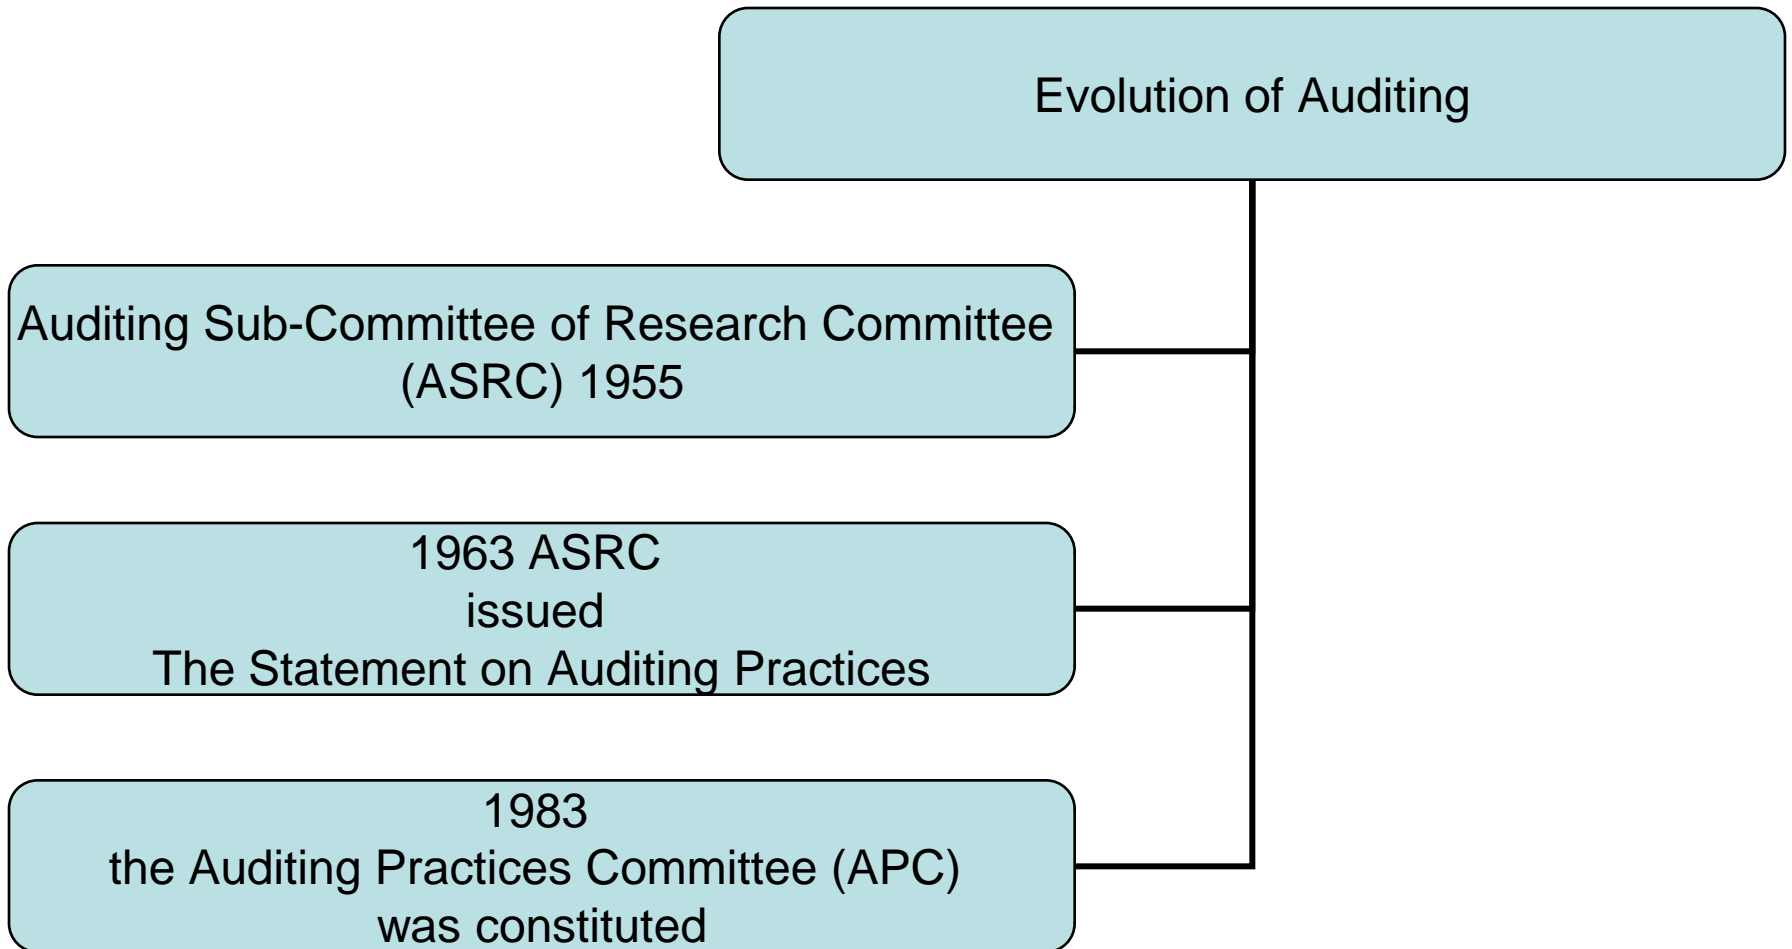 Evolution of Auditing
Auditing Sub-Committee of Research Committee
(ASRC) 1955
1963 ASRC
issued
The Statement on Auditing Practices
1983
the Auditing Practices Committee (APC)
was constituted